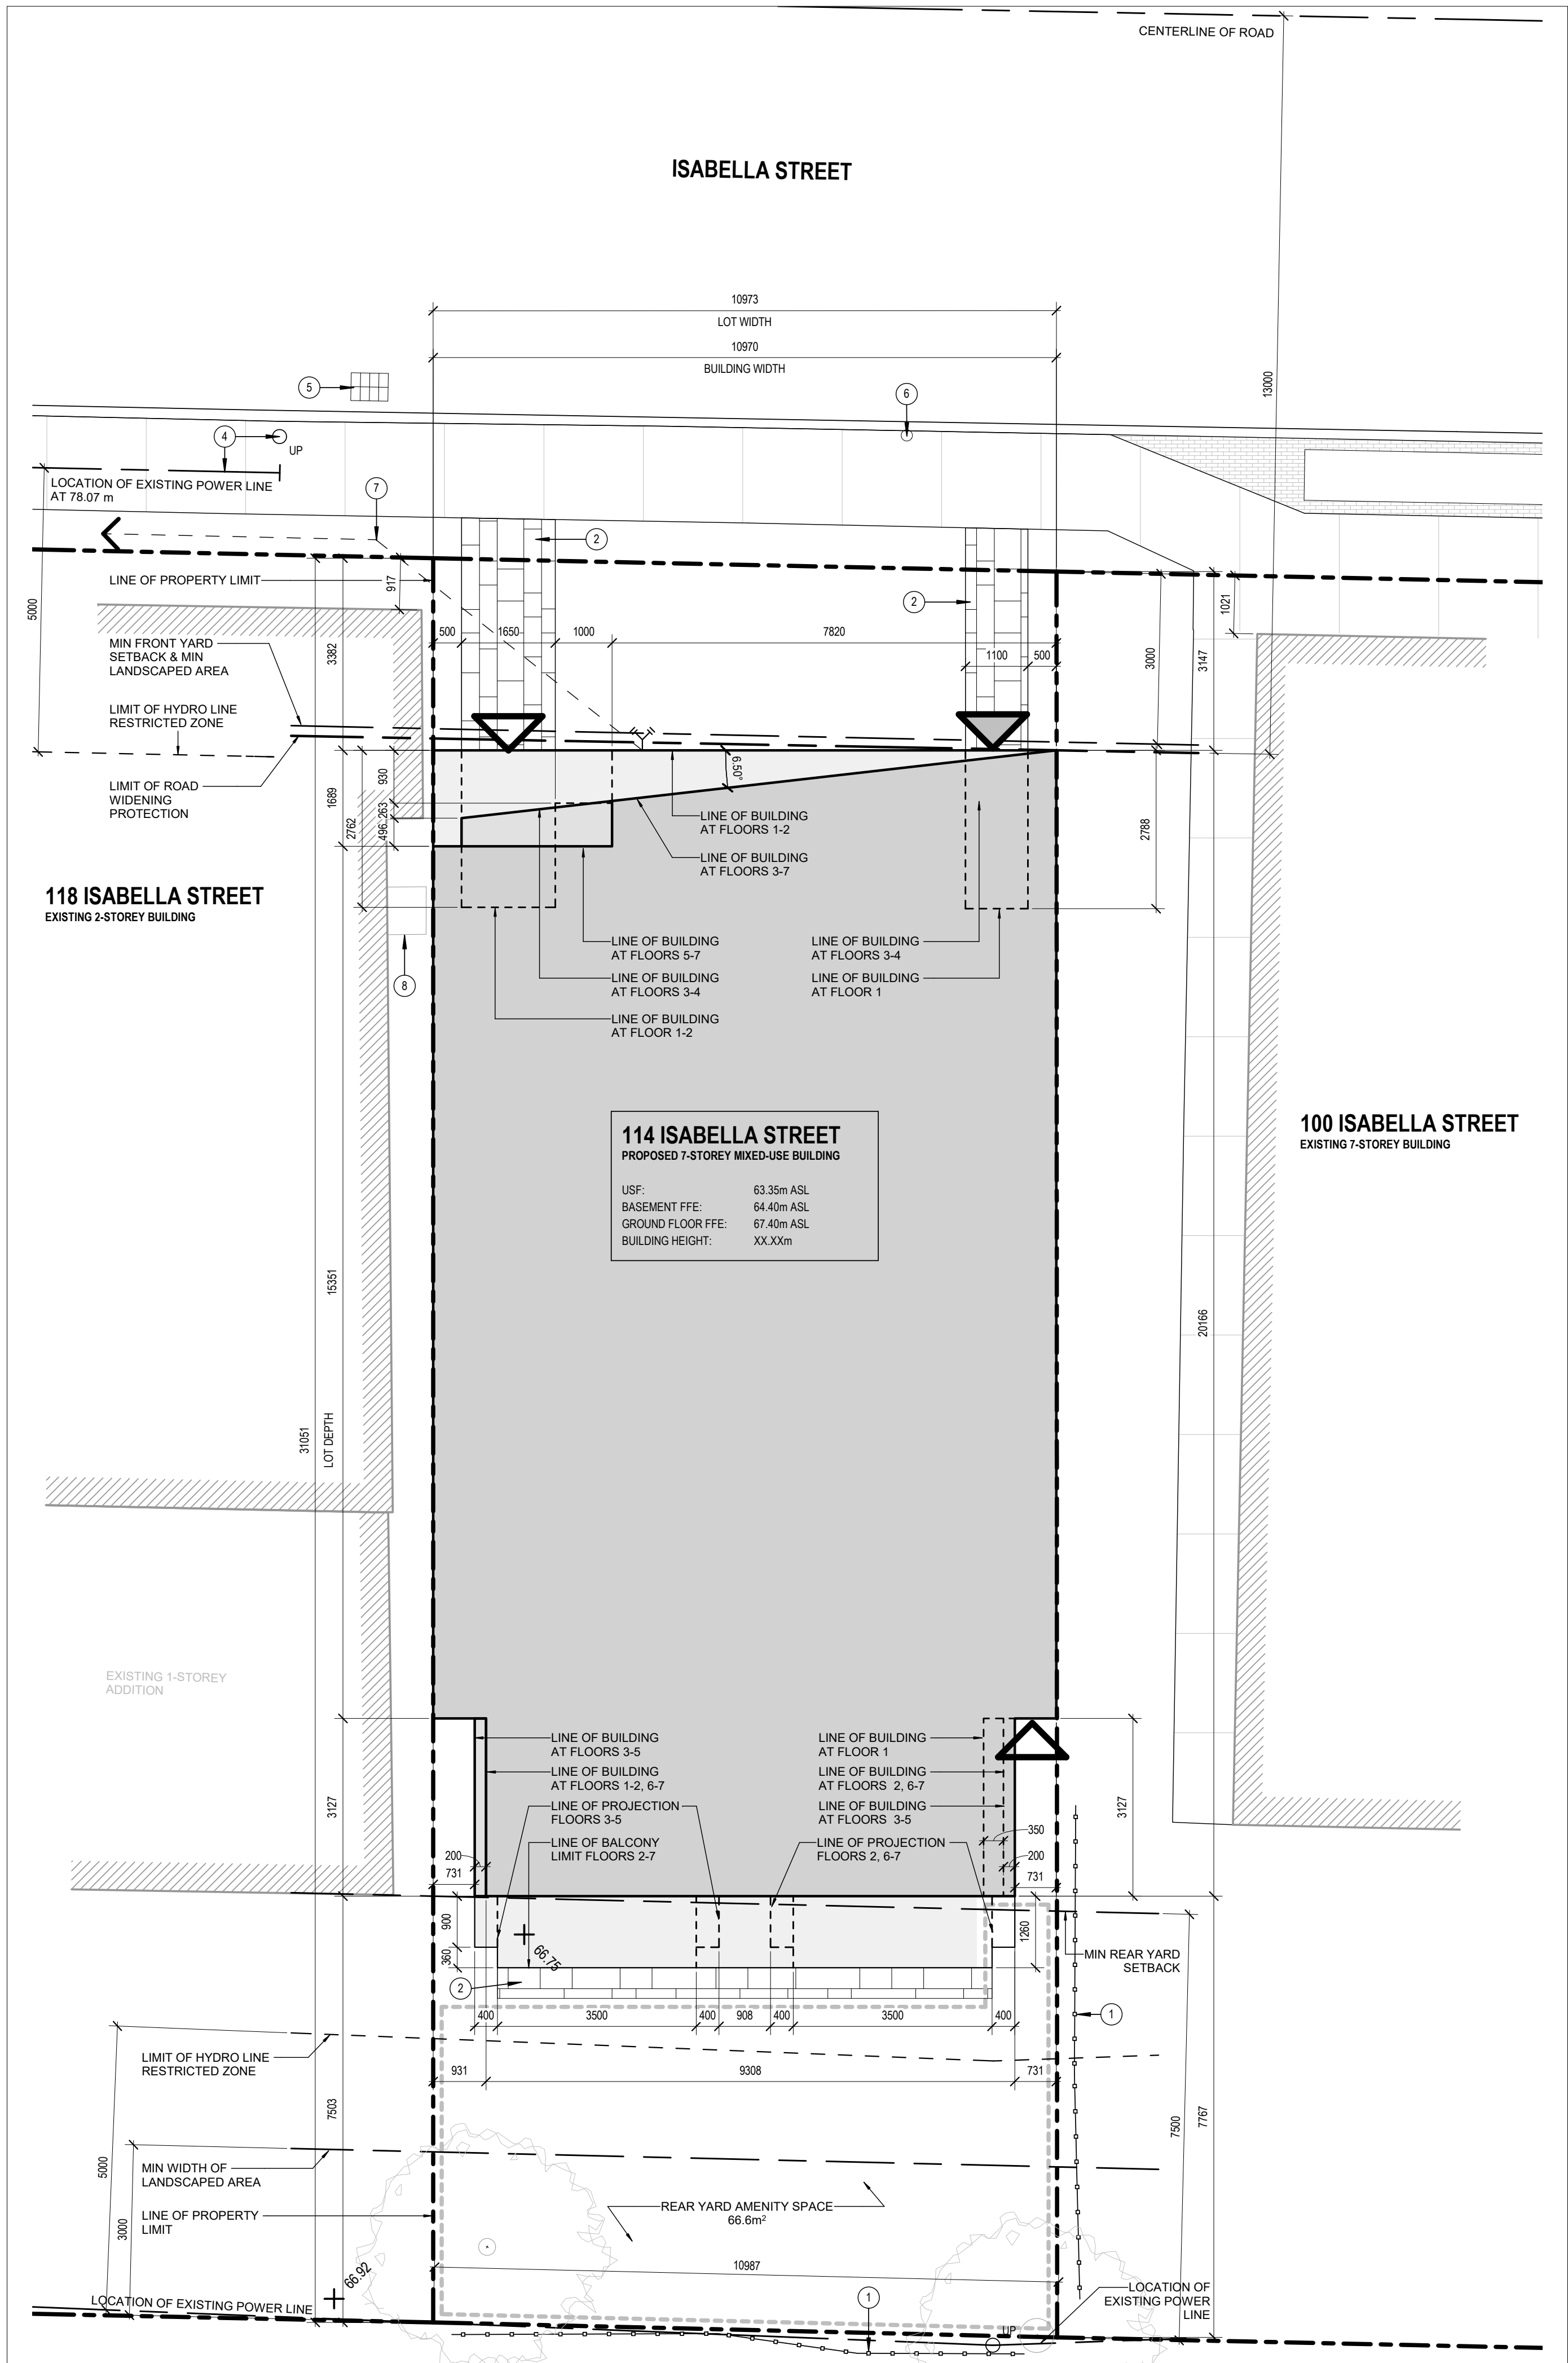 CENTERLINE OF ROAD
ISABELLA STREET
13000
10973
LOT WIDTH
10970
BUILDING WIDTH
5
6
4
UP
LOCATION OF EXISTING POWER LINE
AT 78.07 m
7
2
5000
LINE OF PROPERTY LIMIT
917
2
1021
MIN FRONT YARD
SETBACK & MIN
LANDSCAPED AREA
3382
500
1650
1000
7820
1100
500
3000
3147
LIMIT OF HYDRO LINE
RESTRICTED ZONE
LIMIT OF ROAD
WIDENING
PROTECTION
1689
2762
930
263
496
6.50°
LINE OF BUILDING
AT FLOORS 1-2
LINE OF BUILDING
AT FLOORS 3-7
2788
118 ISABELLA STREET
EXISTING 2-STOREY BUILDING
8
LINE OF BUILDING
AT FLOORS 5-7
LINE OF BUILDING
AT FLOORS 3-4
LINE OF BUILDING
AT FLOOR 1-2
LINE OF BUILDING
AT FLOORS 3-4
LINE OF BUILDING
AT FLOOR 1
114 ISABELLA STREET
PROPOSED 7-STOREY MIXED-USE BUILDING
USF: 63.35m ASL
BASEMENT FFE: 64.40m ASL
GROUND FLOOR FFE: 67.40m ASL
BUILDING HEIGHT: XX.XXm
100 ISABELLA STREET
EXISTING 7-STOREY BUILDING
15351
20166
31051
LOT DEPTH
EXISTING 1-STOREY
ADDITION
LINE OF BUILDING
AT FLOORS 3-5
LINE OF BUILDING
AT FLOORS 1-2, 6-7
LINE OF PROJECTION
FLOORS 3-5
LINE OF BALCONY
LIMIT FLOORS 2-7
LINE OF BUILDING
AT FLOOR 1
LINE OF BUILDING
AT FLOORS 2, 6-7
LINE OF BUILDING
AT FLOORS 3-5
LINE OF PROJECTION
FLOORS 2, 6-7
3127
3127
350
200
731
200
731
900
360
66.75
1260
MIN REAR YARD
SETBACK
2
1
400
3500
400
908
400
3500
400
931
9308
731
LIMIT OF HYDRO LINE
RESTRICTED ZONE
7503
7500
7767
5000
3000
MIN WIDTH OF
LANDSCAPED AREA
LINE OF PROPERTY
LIMIT
REAR YARD AMENITY SPACE
66.6m²
10987
66.92
LOCATION OF EXISTING POWER LINE
1
LOCATION OF
EXISTING POWER
LINE
UP